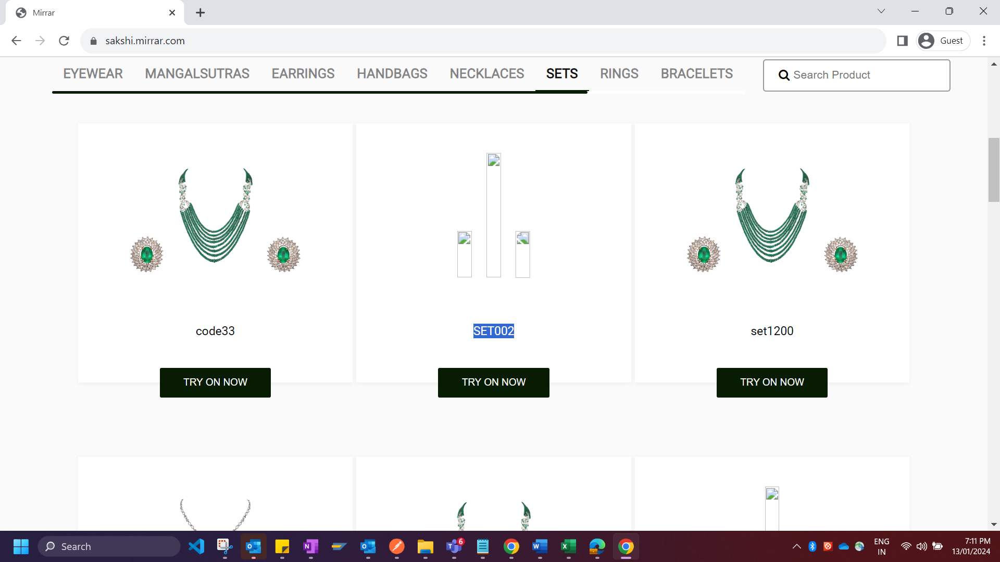 Mirrar
sakshi.mirrar.com
Guest
EYEWEAR MANGALSUTRAS EARRINGS HANDBAGS NECKLACES SETS RINGS BRACELETS
Search Product
code33 SET002 set1200
TRY ON NOW TRY ON NOW TRY ON NOW
Search
6
ENG
IN
7:11 PM
13/01/2024